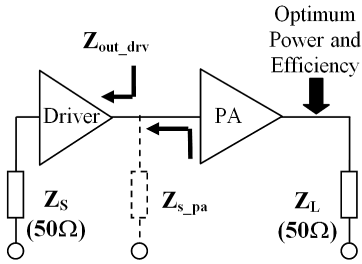 Optimum
Power and
Efficiency
Zout_drv
Driver
PA
ZS
(50Ω)
Zs_pa
ZL
(50Ω)